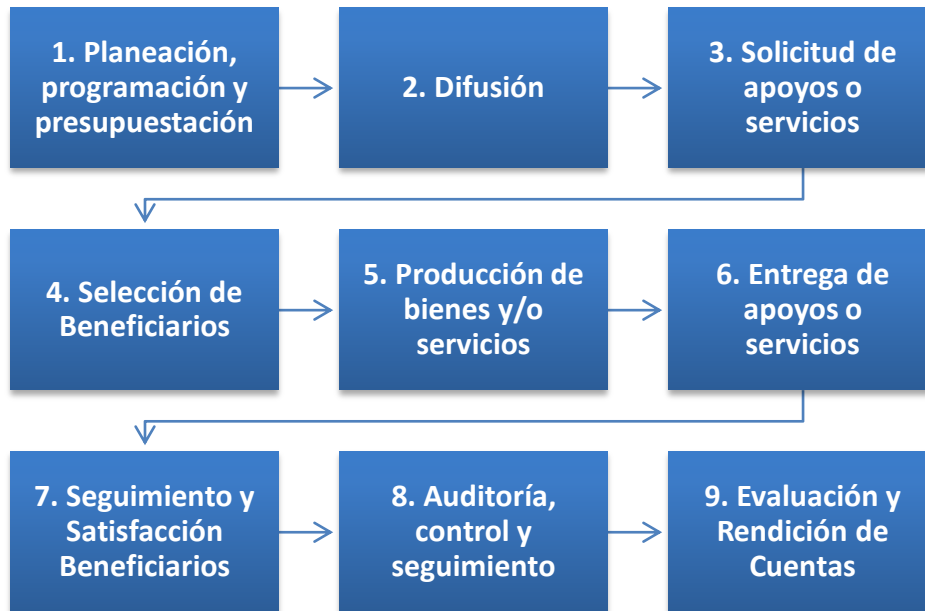 1. Planeación,
programación y
presupuestación
2. Difusión
3. Solicitud de
apoyos o
servicios
4. Selección de
Beneficiarios
5. Producción de
bienes y/o
servicios
6. Entrega de
apoyos o
servicios
7. Seguimiento y
Satisfacción
Beneficiarios
8. Auditoría,
control y
seguimiento
9. Evaluación y
Rendición de
Cuentas